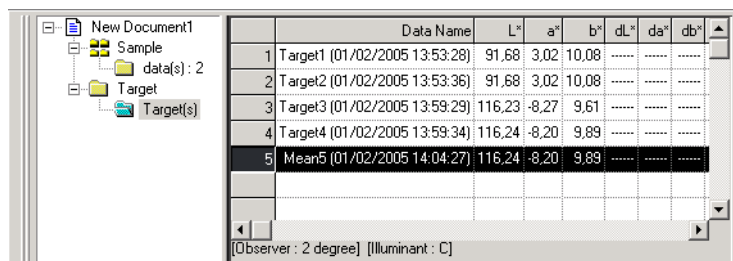 New Document1
Sample
data(s) : 2
Target
Target(s)
Data Name L* a* b* dL* da* db*
1 Target1 (01/02/2005 13:53:28) 91,68 3,02 10,08 ----- ----- -----
2 Target2 (01/02/2005 13:53:36) 91,68 3,02 10,08 ----- ----- -----
3 Target3 (01/02/2005 13:59:29) 116,23 -8,27 9,61 ----- ----- -----
4 Target4 (01/02/2005 13:59:34) 116,24 -8,20 9,89 ----- ----- -----
5 Mean5 (01/02/2005 14:04:27) 116,24 -8,20 9,89 ----- ----- -----
[Observer : 2 degree] [Illuminant : C]